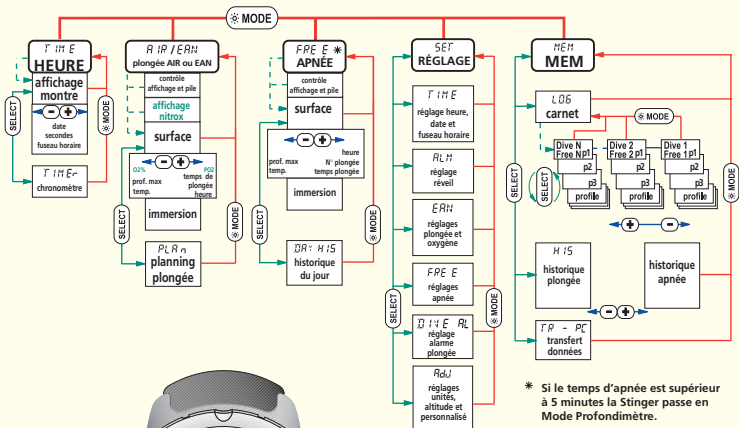 MODE
TIME
HEURE
affichage
montre
date
secondes
fuseau horaire
TIMEr
chronomètre
SELECT
MODE
AIR/EAN
plongée AIR ou EAN
contrôle
affichage et pile
affichage
nitrox
surface
O2%
PO2
prof. max
temp.
temps de
plongée
heure
immersion
PLAn
planning
plongée
SELECT
MODE
FREE *
APNÉE
contrôle
affichage et pile
surface
heure
N° plongée
temps plongée
prof. max
temp.
immersion
DAY HIS
historique
du jour
SELECT
MODE
SET
RÉGLAGE
TIME
réglage heure,
date et
fuseau horaire
ALM
réglage
réveil
EAN
réglages
plongée et
oxygène
FREE
réglages
apnée
DIVE AL
réglage
alarme
plongée
AdJ
réglages
unités,
altitude et
personnalisé
SELECT
MODE
MEM
MEM
LOG
carnet
MODE
Dive N
Free N p1
p2
p3
profile
Dive 2
Free 2 p1
p2
p3
profile
Dive 1
Free 1 p1
p2
p3
profile
SELECT
SELECT
MODE
HIS
historique
plongée
historique
apnée
TR - PC
transfert
données
* Si le temps d'apnée est supérieur
à 5 minutes la Stinger passe en
Mode Profondimètre.